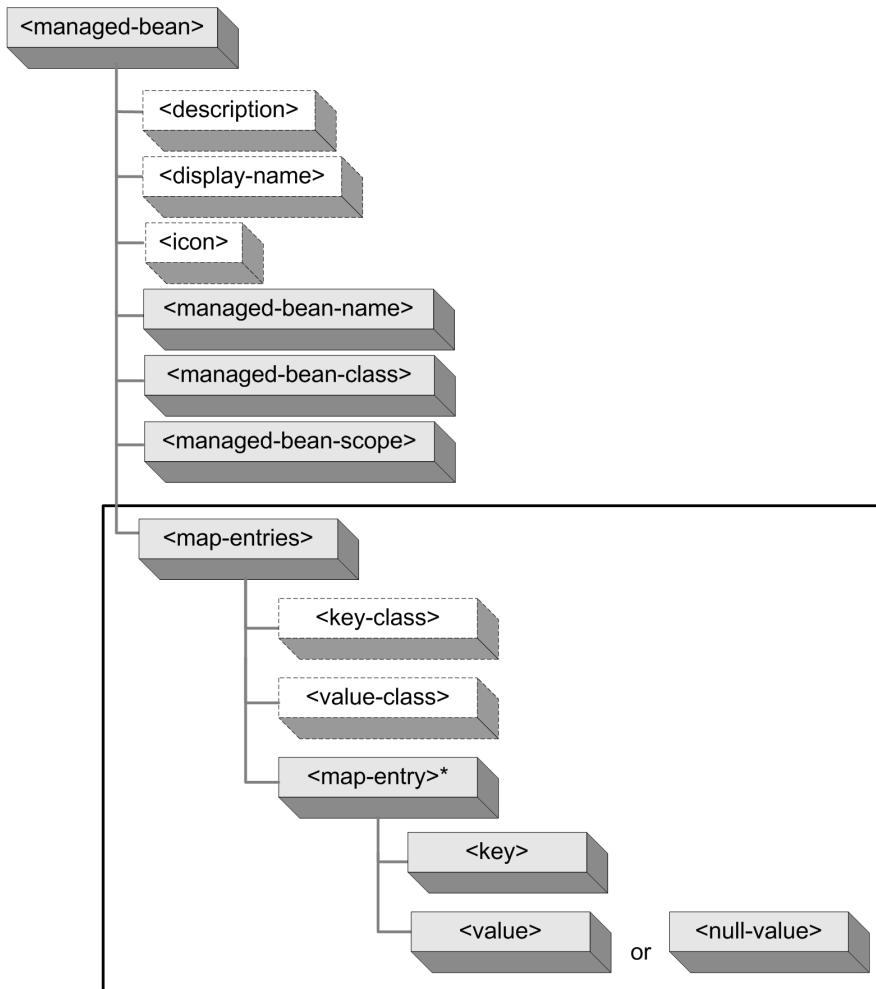 <managed-bean>
<description>
<display-name>
<icon>
<managed-bean-name>
<managed-bean-class>
<managed-bean-scope>
<map-entries>
<key-class>
<value-class>
<map-entry>*
<key>
<value> or <null-value>